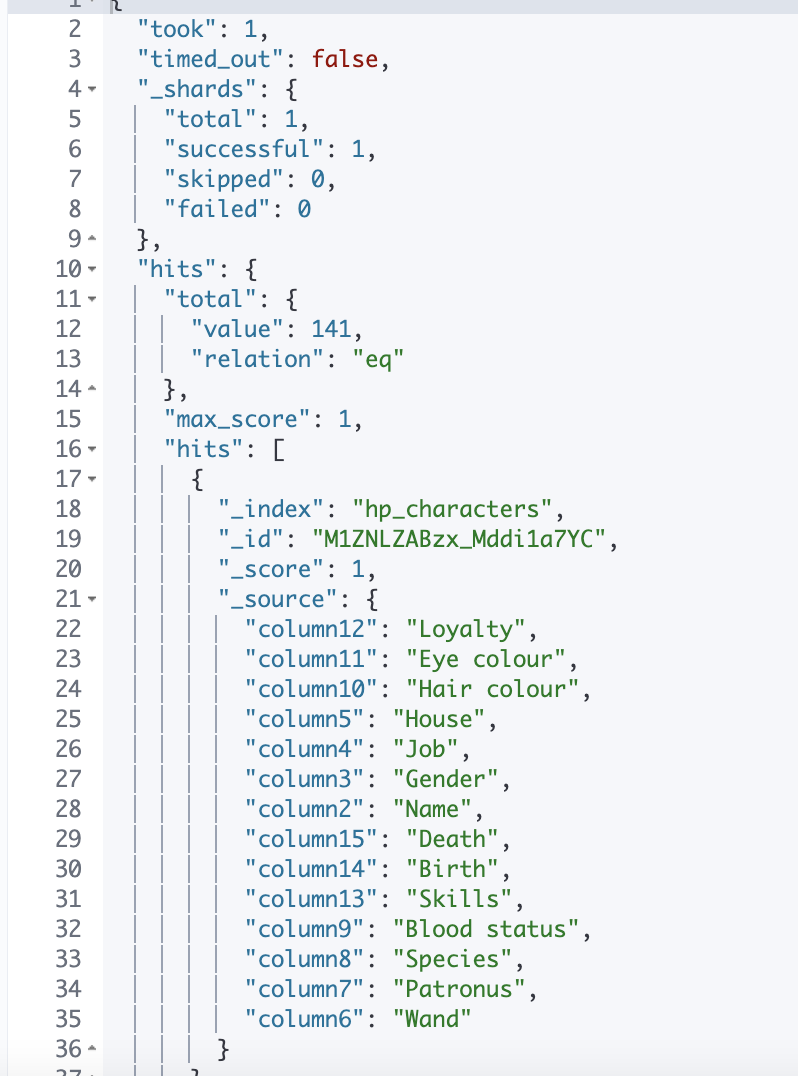 1 {
2 "took": 1,
3 "timed_out": false,
4 "_shards": {
5 "total": 1,
6 "successful": 1,
7 "skipped": 0,
8 "failed": 0
9 },
10 "hits": {
11 "total": {
12 "value": 141,
13 "relation": "eq"
14 },
15 "max_score": 1,
16 "hits": [
17 {
18 "_index": "hp_characters",
19 "_id": "M1ZNLZABzx_Mddi1a7YC",
20 "_score": 1,
21 "_source": {
22 "column12": "Loyalty",
23 "column11": "Eye colour",
24 "column10": "Hair colour",
25 "column5": "House",
26 "column4": "Job",
27 "column3": "Gender",
28 "column2": "Name",
29 "column15": "Death",
30 "column14": "Birth",
31 "column13": "Skills",
32 "column9": "Blood status",
33 "column8": "Species",
34 "column7": "Patronus",
35 "column6": "Wand"
36 }
37 }